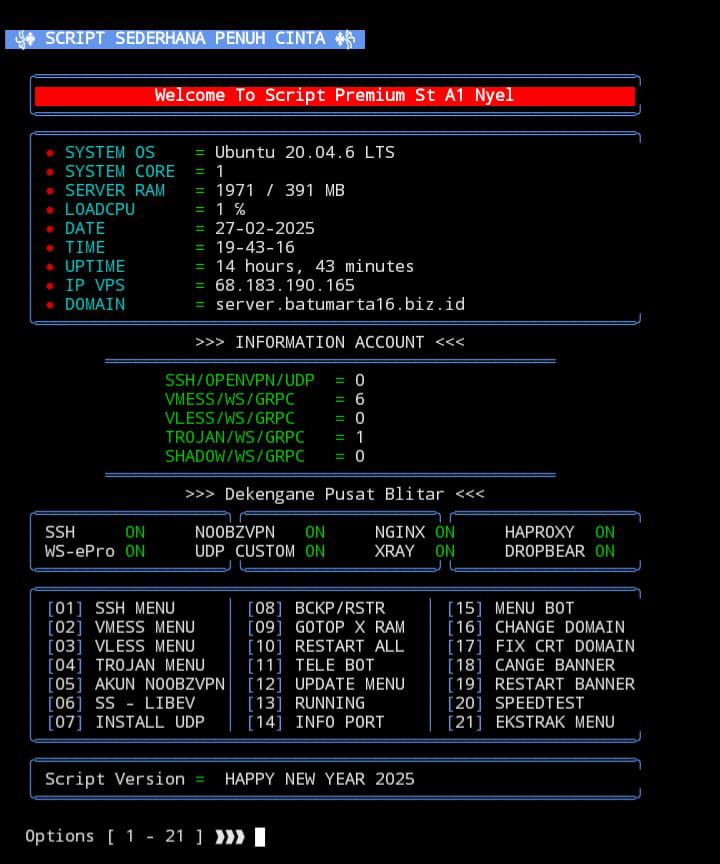 ꧁༒ SCRIPT SEDERHANA PENUH CINTA ༒꧂
Welcome To Script Premium St A1 Nyel
● SYSTEM OS = Ubuntu 20.04.6 LTS
● SYSTEM CORE = 1
● SERVER RAM = 1971 / 391 MB
● LOADCPU = 1 %
● DATE = 27-02-2025
● TIME = 19-43-16
● UPTIME = 14 hours, 43 minutes
● IP VPS = 68.183.190.165
● DOMAIN = server.batumarta16.biz.id
>>> INFORMATION ACCOUNT <<<
SSH/OPENVPN/UDP = 0
VMESS/WS/GRPC = 6
VLESS/WS/GRPC = 0
TROJAN/WS/GRPC = 1
SHADOW/WS/GRPC = 0
>>> Dekengane Pusat Blitar <<<
SSH ON NOOBZVPN ON NGINX ON HAPROXY ON
WS-ePro ON UDP CUSTOM ON XRAY ON DROPBEAR ON
[01] SSH MENU [08] BCKP/RSTR [15] MENU BOT
[02] VMESS MENU [09] GOTOP X RAM [16] CHANGE DOMAIN
[03] VLESS MENU [10] RESTART ALL [17] FIX CRT DOMAIN
[04] TROJAN MENU [11] TELE BOT [18] CANGE BANNER
[05] AKUN NOOBZVPN [12] UPDATE MENU [19] RESTART BANNER
[06] SS - LIBEV [13] RUNNING [20] SPEEDTEST
[07] INSTALL UDP [14] INFO PORT [21] EKSTRAK MENU
Script Version = HAPPY NEW YEAR 2025
Options [ 1 - 21 ] ❱❱❱